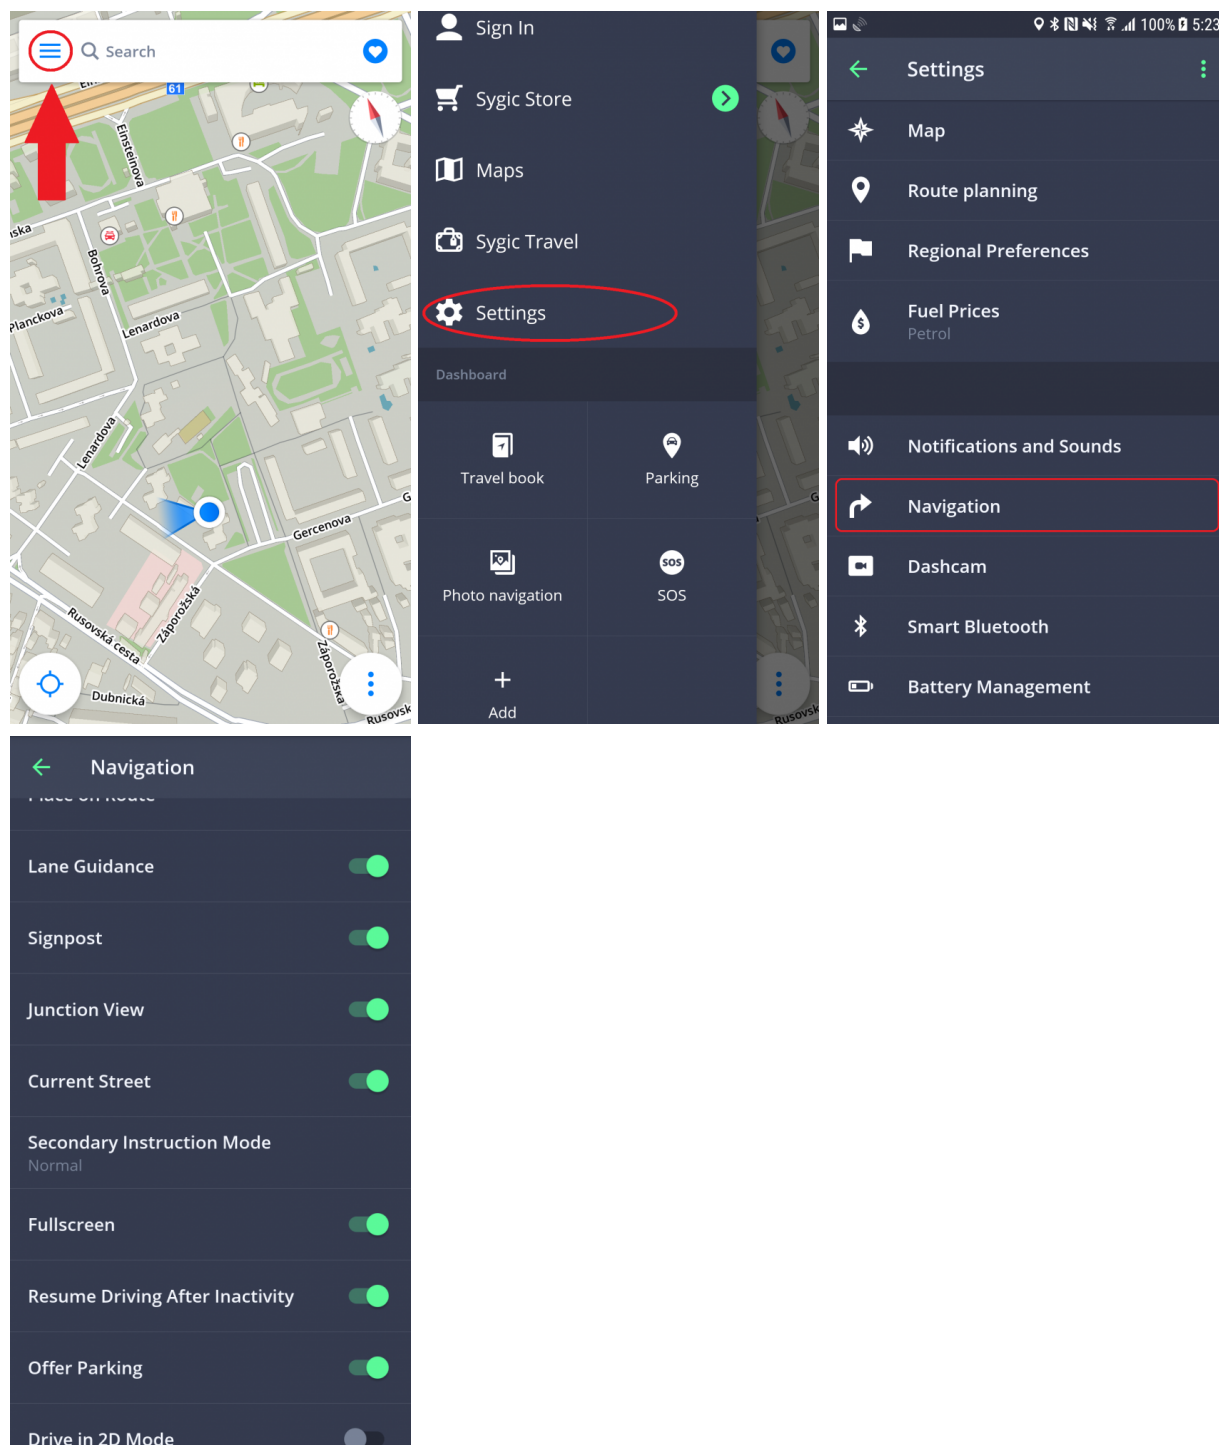 Search
61
Einsteinova
Bohrova
Planckova
Lenardova
Lenardova
Gercenova
Rusovská cesta
Záporožská
Záporožská
Dubnická
Sign In
Sygic Store
Maps
Sygic Travel
Settings
Dashboard
Travel book
Parking
Photo navigation
SOS
SOS
Add
100% 5:23
Settings
Map
Route planning
Regional Preferences
Fuel Prices
Petrol
Notifications and Sounds
Navigation
Dashcam
Smart Bluetooth
Battery Management
Navigation
Place on Route
Lane Guidance
Signpost
Junction View
Current Street
Secondary Instruction Mode
Normal
Fullscreen
Resume Driving After Inactivity
Offer Parking
Drive in 2D Mode